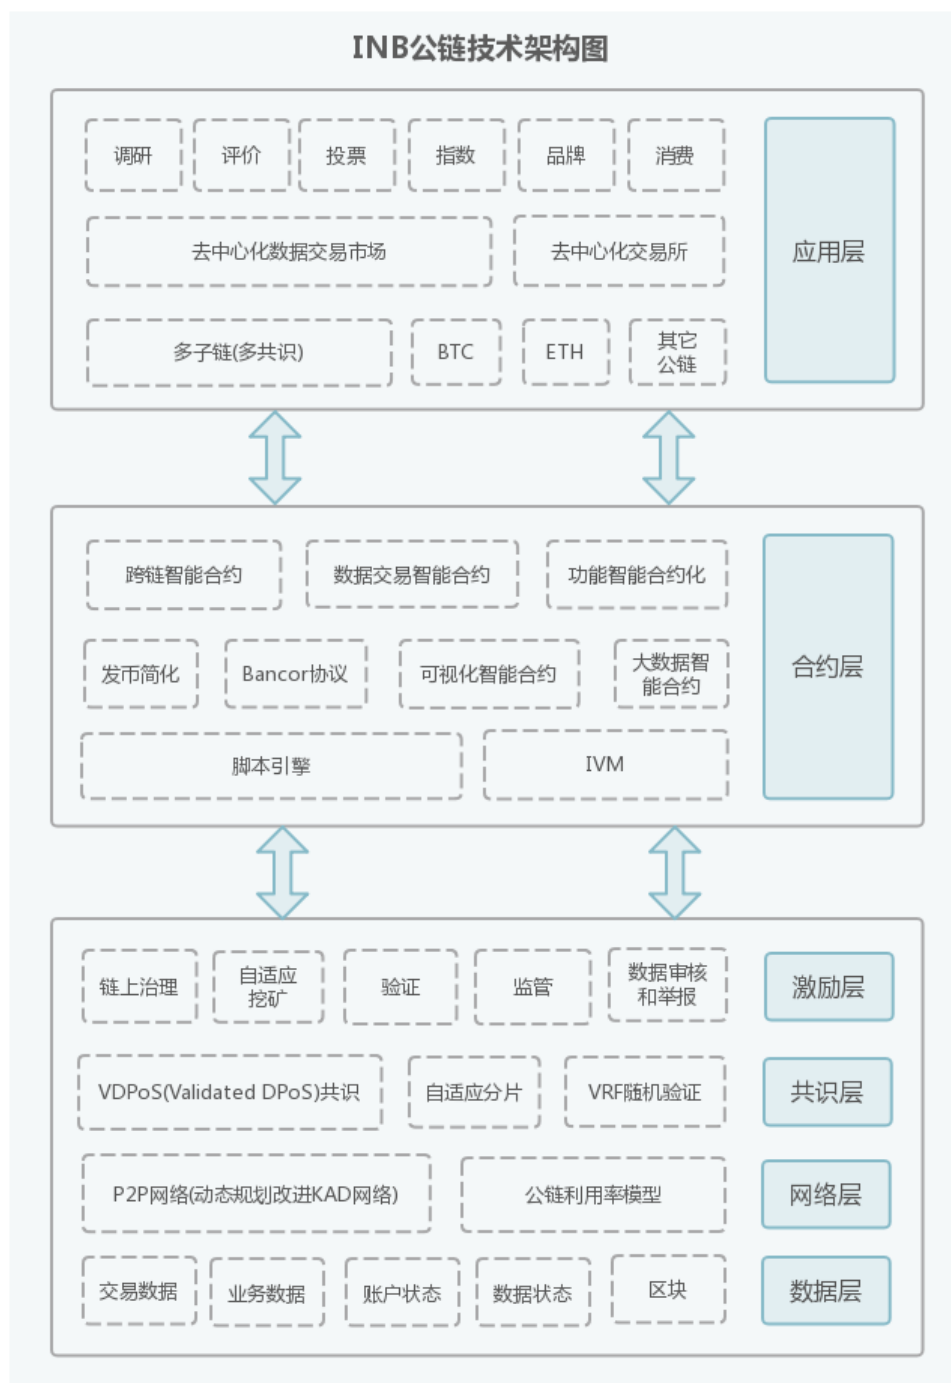 INB公链技术架构图
调研
评价
投票
指数
品牌
消费
去中心化数据交易市场
去中心化交易所
多子链(多共识)
BTC
ETH
其它
公链
应用层
跨链智能合约
数据交易智能合约
功能智能合约化
发币简化
Bancor协议
可视化智能合约
大数据智
能合约
脚本引擎
IVM
合约层
链上治理
自适应
挖矿
验证
监管
数据审核
和举报
激励层
VDPoS(Validated DPoS)共识
自适应分片
VRF随机验证
共识层
P2P网络(动态规划改进KAD网络)
公链利用率模型
网络层
交易数据
业务数据
账户状态
数据状态
区块
数据层